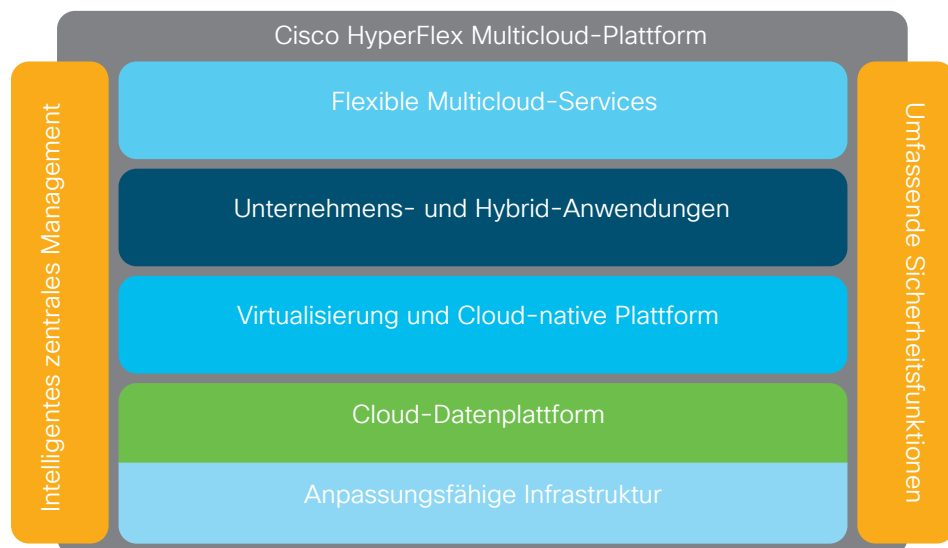 Cisco HyperFlex Multicloud-Plattform
Intelligentes zentrales Management
Flexible Multicloud-Services
Unternehmens- und Hybrid-Anwendungen
Virtualisierung und Cloud-native Plattform
Cloud-Datenplattform
Anpassungsfähige Infrastruktur
Umfassende Sicherheitsfunktionen